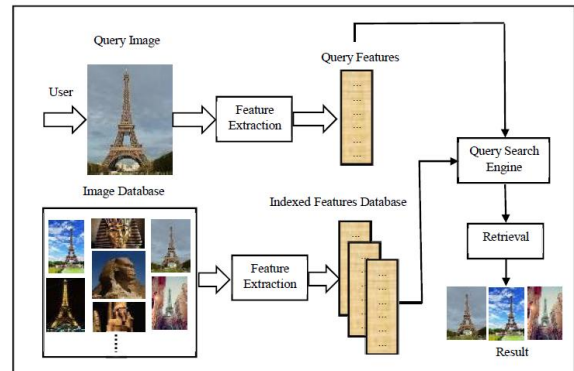 Query Image
User
Feature
Extraction
Query Features
...
...
...
...
...
...
Query Search
Engine
Image Database
Indexed Features Database
Feature
Extraction
...
...
...
...
...
...
...
Retrieval
Result